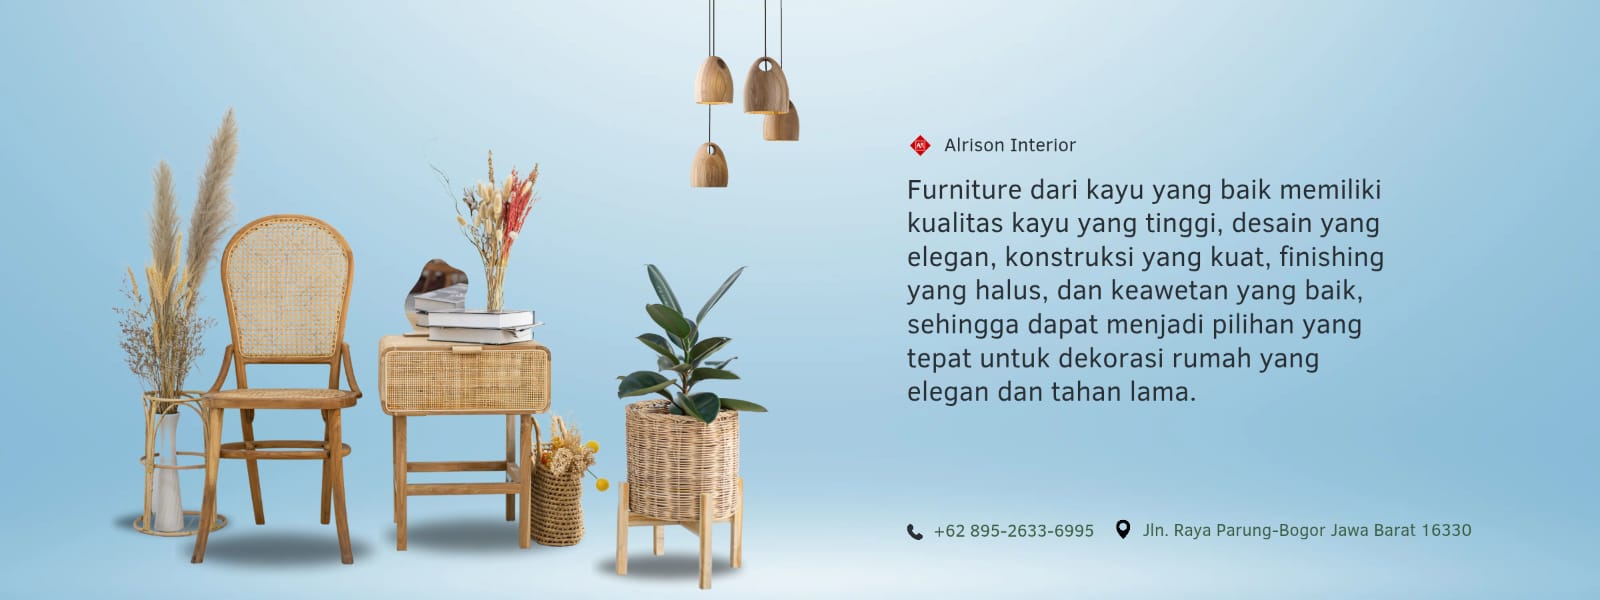 Alrison Interior
Furniture dari kayu yang baik memiliki
kualitas kayu yang tinggi, desain yang
elegan, konstruksi yang kuat, finishing
yang halus, dan keawetan yang baik,
sehingga dapat menjadi pilihan yang
tepat untuk dekorasi rumah yang
elegan dan tahan lama.
+62 895-2633-6995 Jln. Raya Parung-Bogor Jawa Barat 16330